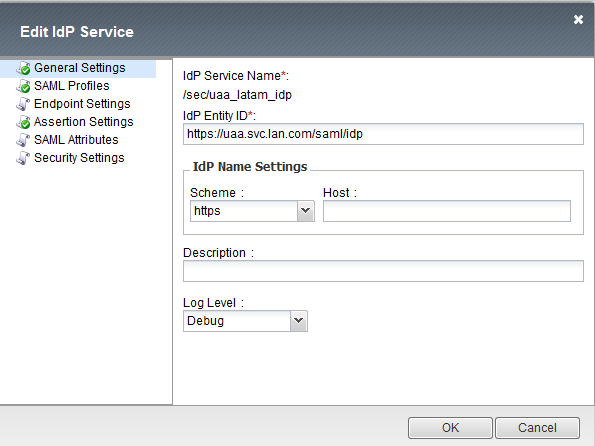 Edit IdP Service
General Settings
SAML Profiles
Endpoint Settings
Assertion Settings
SAML Attributes
Security Settings
IdP Service Name*:
/sec/uaa_latam_idp
IdP Entity ID*:
https://uaa.svc.lan.com/saml/idp
IdP Name Settings
Scheme : Host :
https
Description :
Log Level :
Debug
OK Cancel